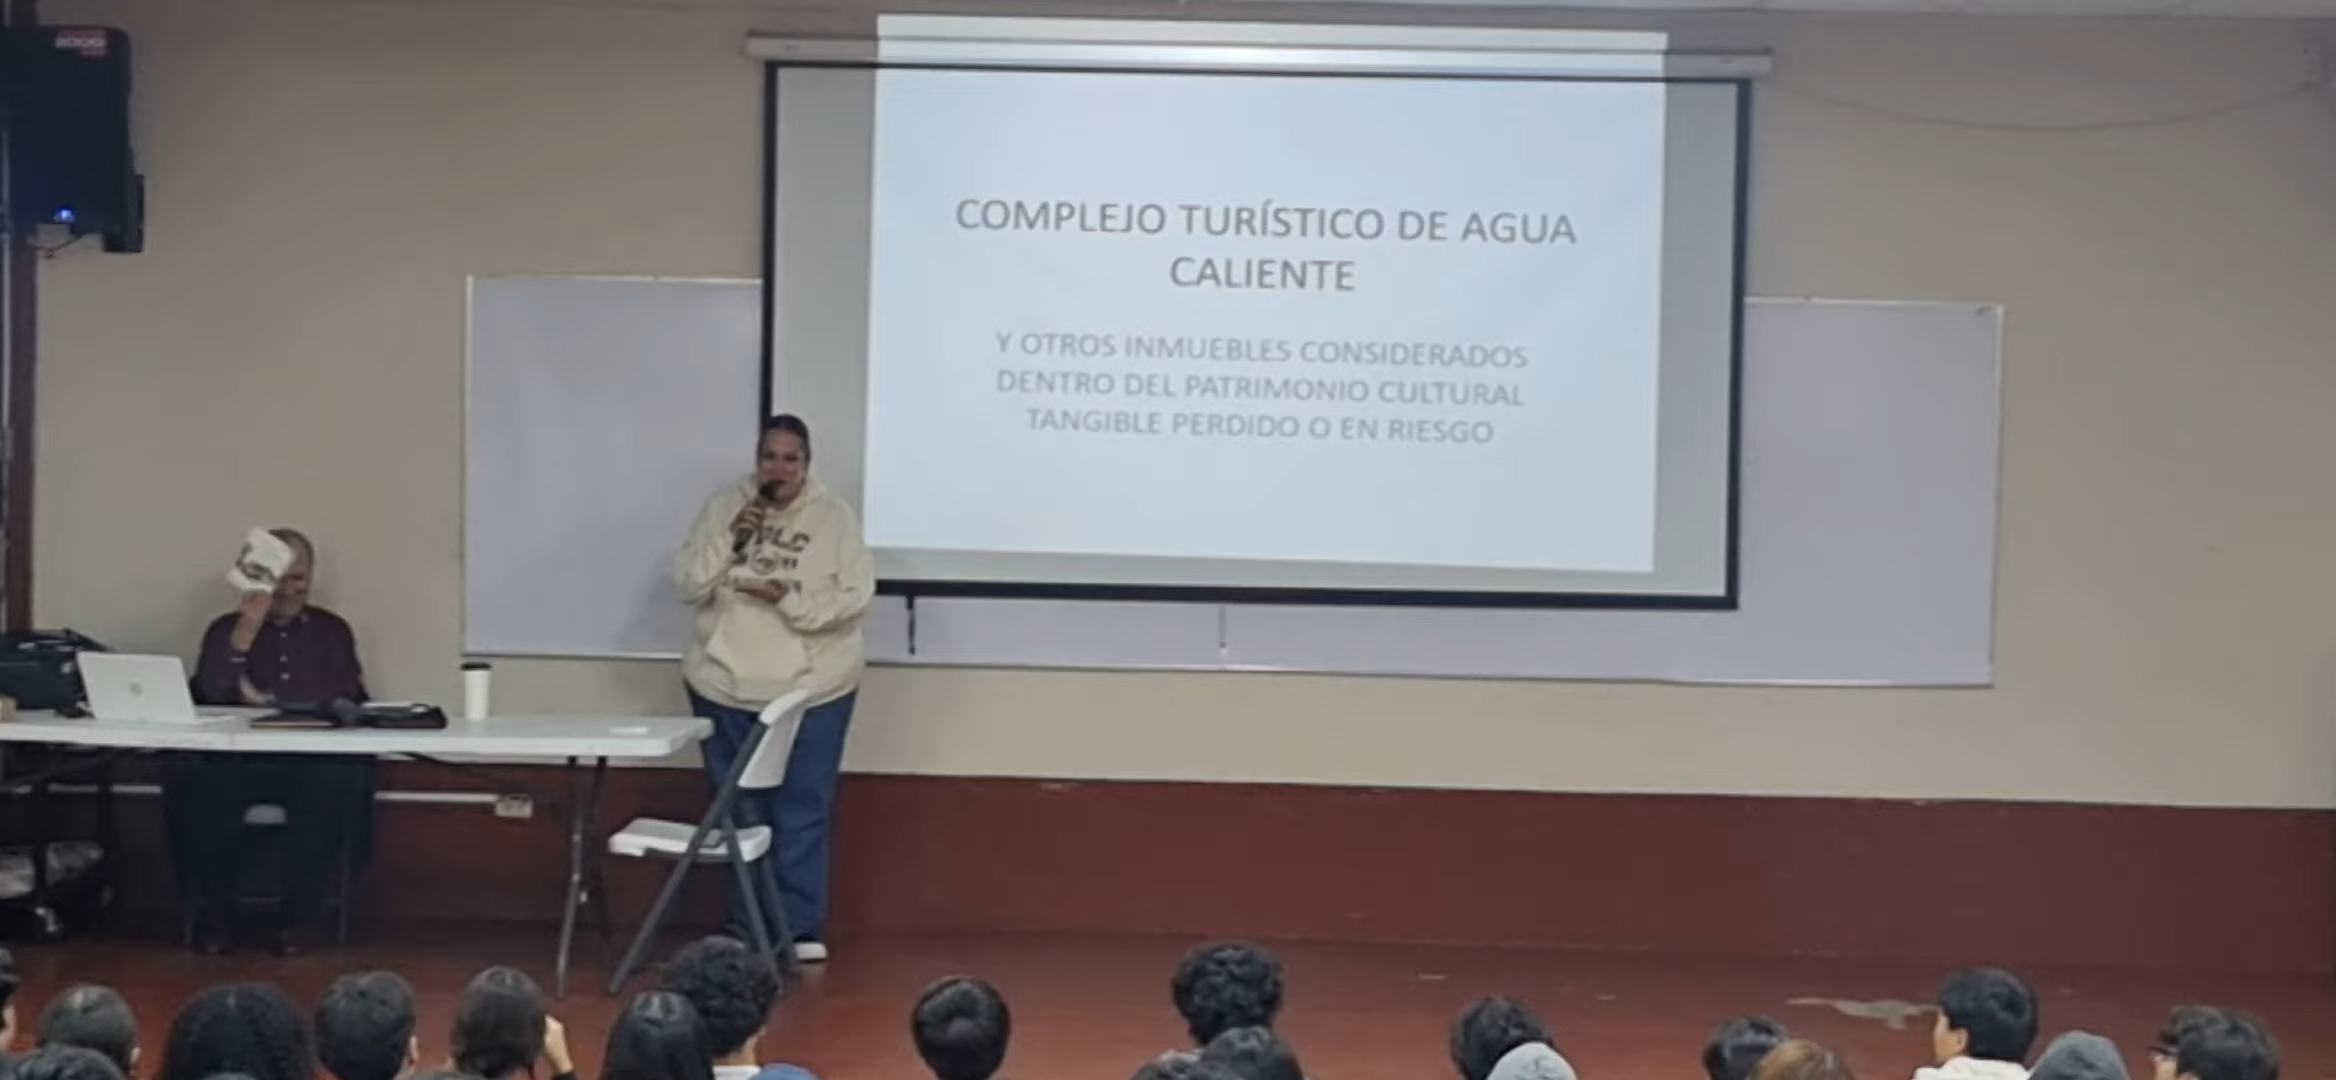 COMPLEJO TURÍSTICO DE AGUA
CALIENTE
Y OTROS INMUEBLES CONSIDERADOS
DENTRO DEL PATRIMONIO CULTURAL
TANGIBLE PERDIDO O EN RIESGO